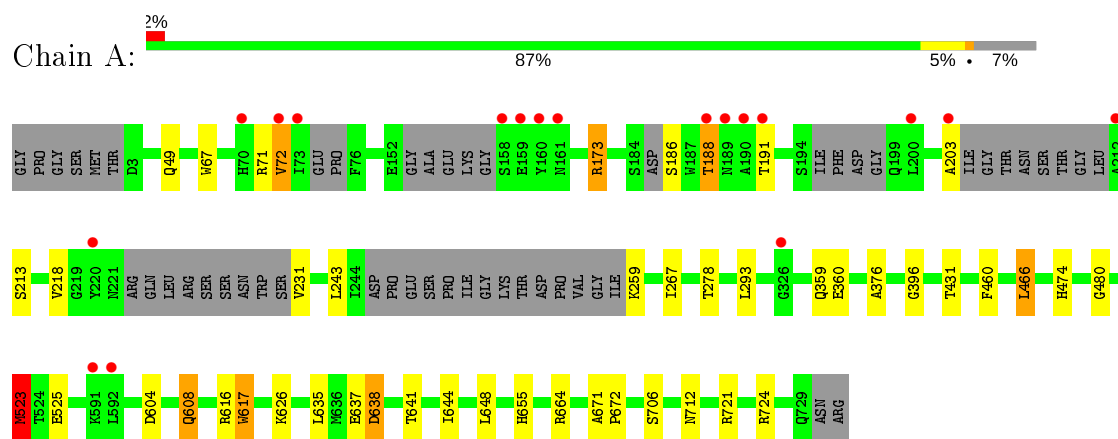 2%
Chain A:
87% 5% • 7%
GLY PRO GLY SER MET THR D3 Q49 W67 H70 R71 V72 I73 GLU PRO F76 E152 GLY ALA GLU LYS GLY S158 E159 Y160 N161 R173 S184 ASP S186 W187 T188 N189 A190 T191 S194 ILE PHE ASP GLY Q199 L200 A203 ILE GLY THR ASN SER THR GLY LEU A212
S213 V218 G219 Y220 N221 ARG GLN LEU ARG SER SER ASN TRP SER V231 L243 I244 ASP PRO GLU SER PRO ILE GLY LYS THR ASP PRO VAL GLY ILE K259 I267 T278 L293 G326 Q359 E360 A376 G396 T431 F460 L466 H474 G480
M523 T524 E525 K591 L592 D604 Q608 R616 W617 K626 L635 M636 E637 D638 T641 I644 L648 H655 R664 A671 P672 S706 N712 R721 R724 Q729 ASN ARG